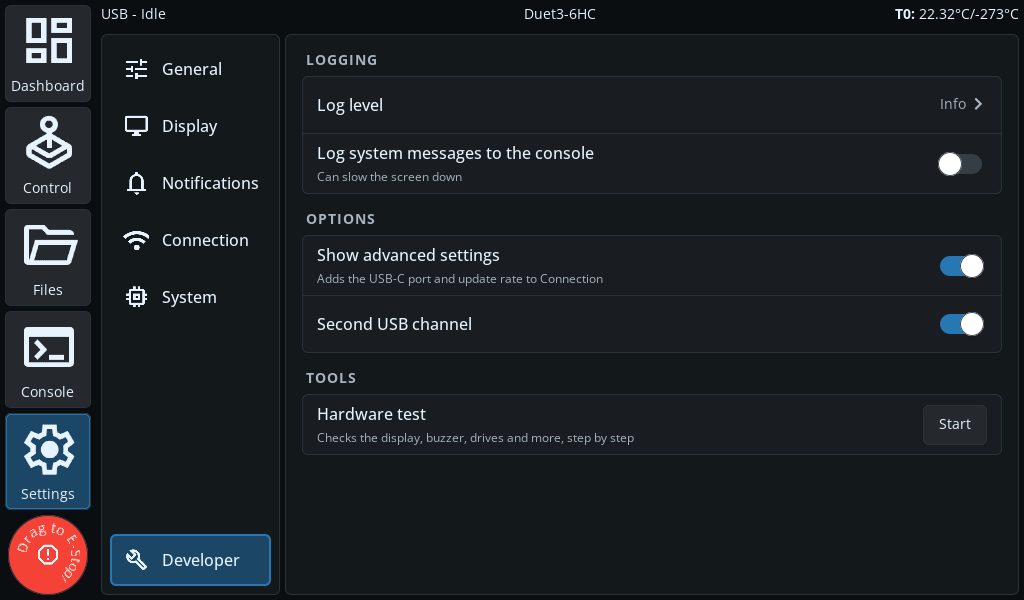 USB - Idle
Duet3-6HC
T0: 22.32°C/-273°C
Dashboard
Control
Files
Console
Settings
Drag to E-Stop!
General
Display
Notifications
Connection
System
Developer
LOGGING
Log level
Info
Log system messages to the console
Can slow the screen down
OPTIONS
Show advanced settings
Adds the USB-C port and update rate to Connection
Second USB channel
TOOLS
Hardware test
Checks the display, buzzer, drives and more, step by step
Start